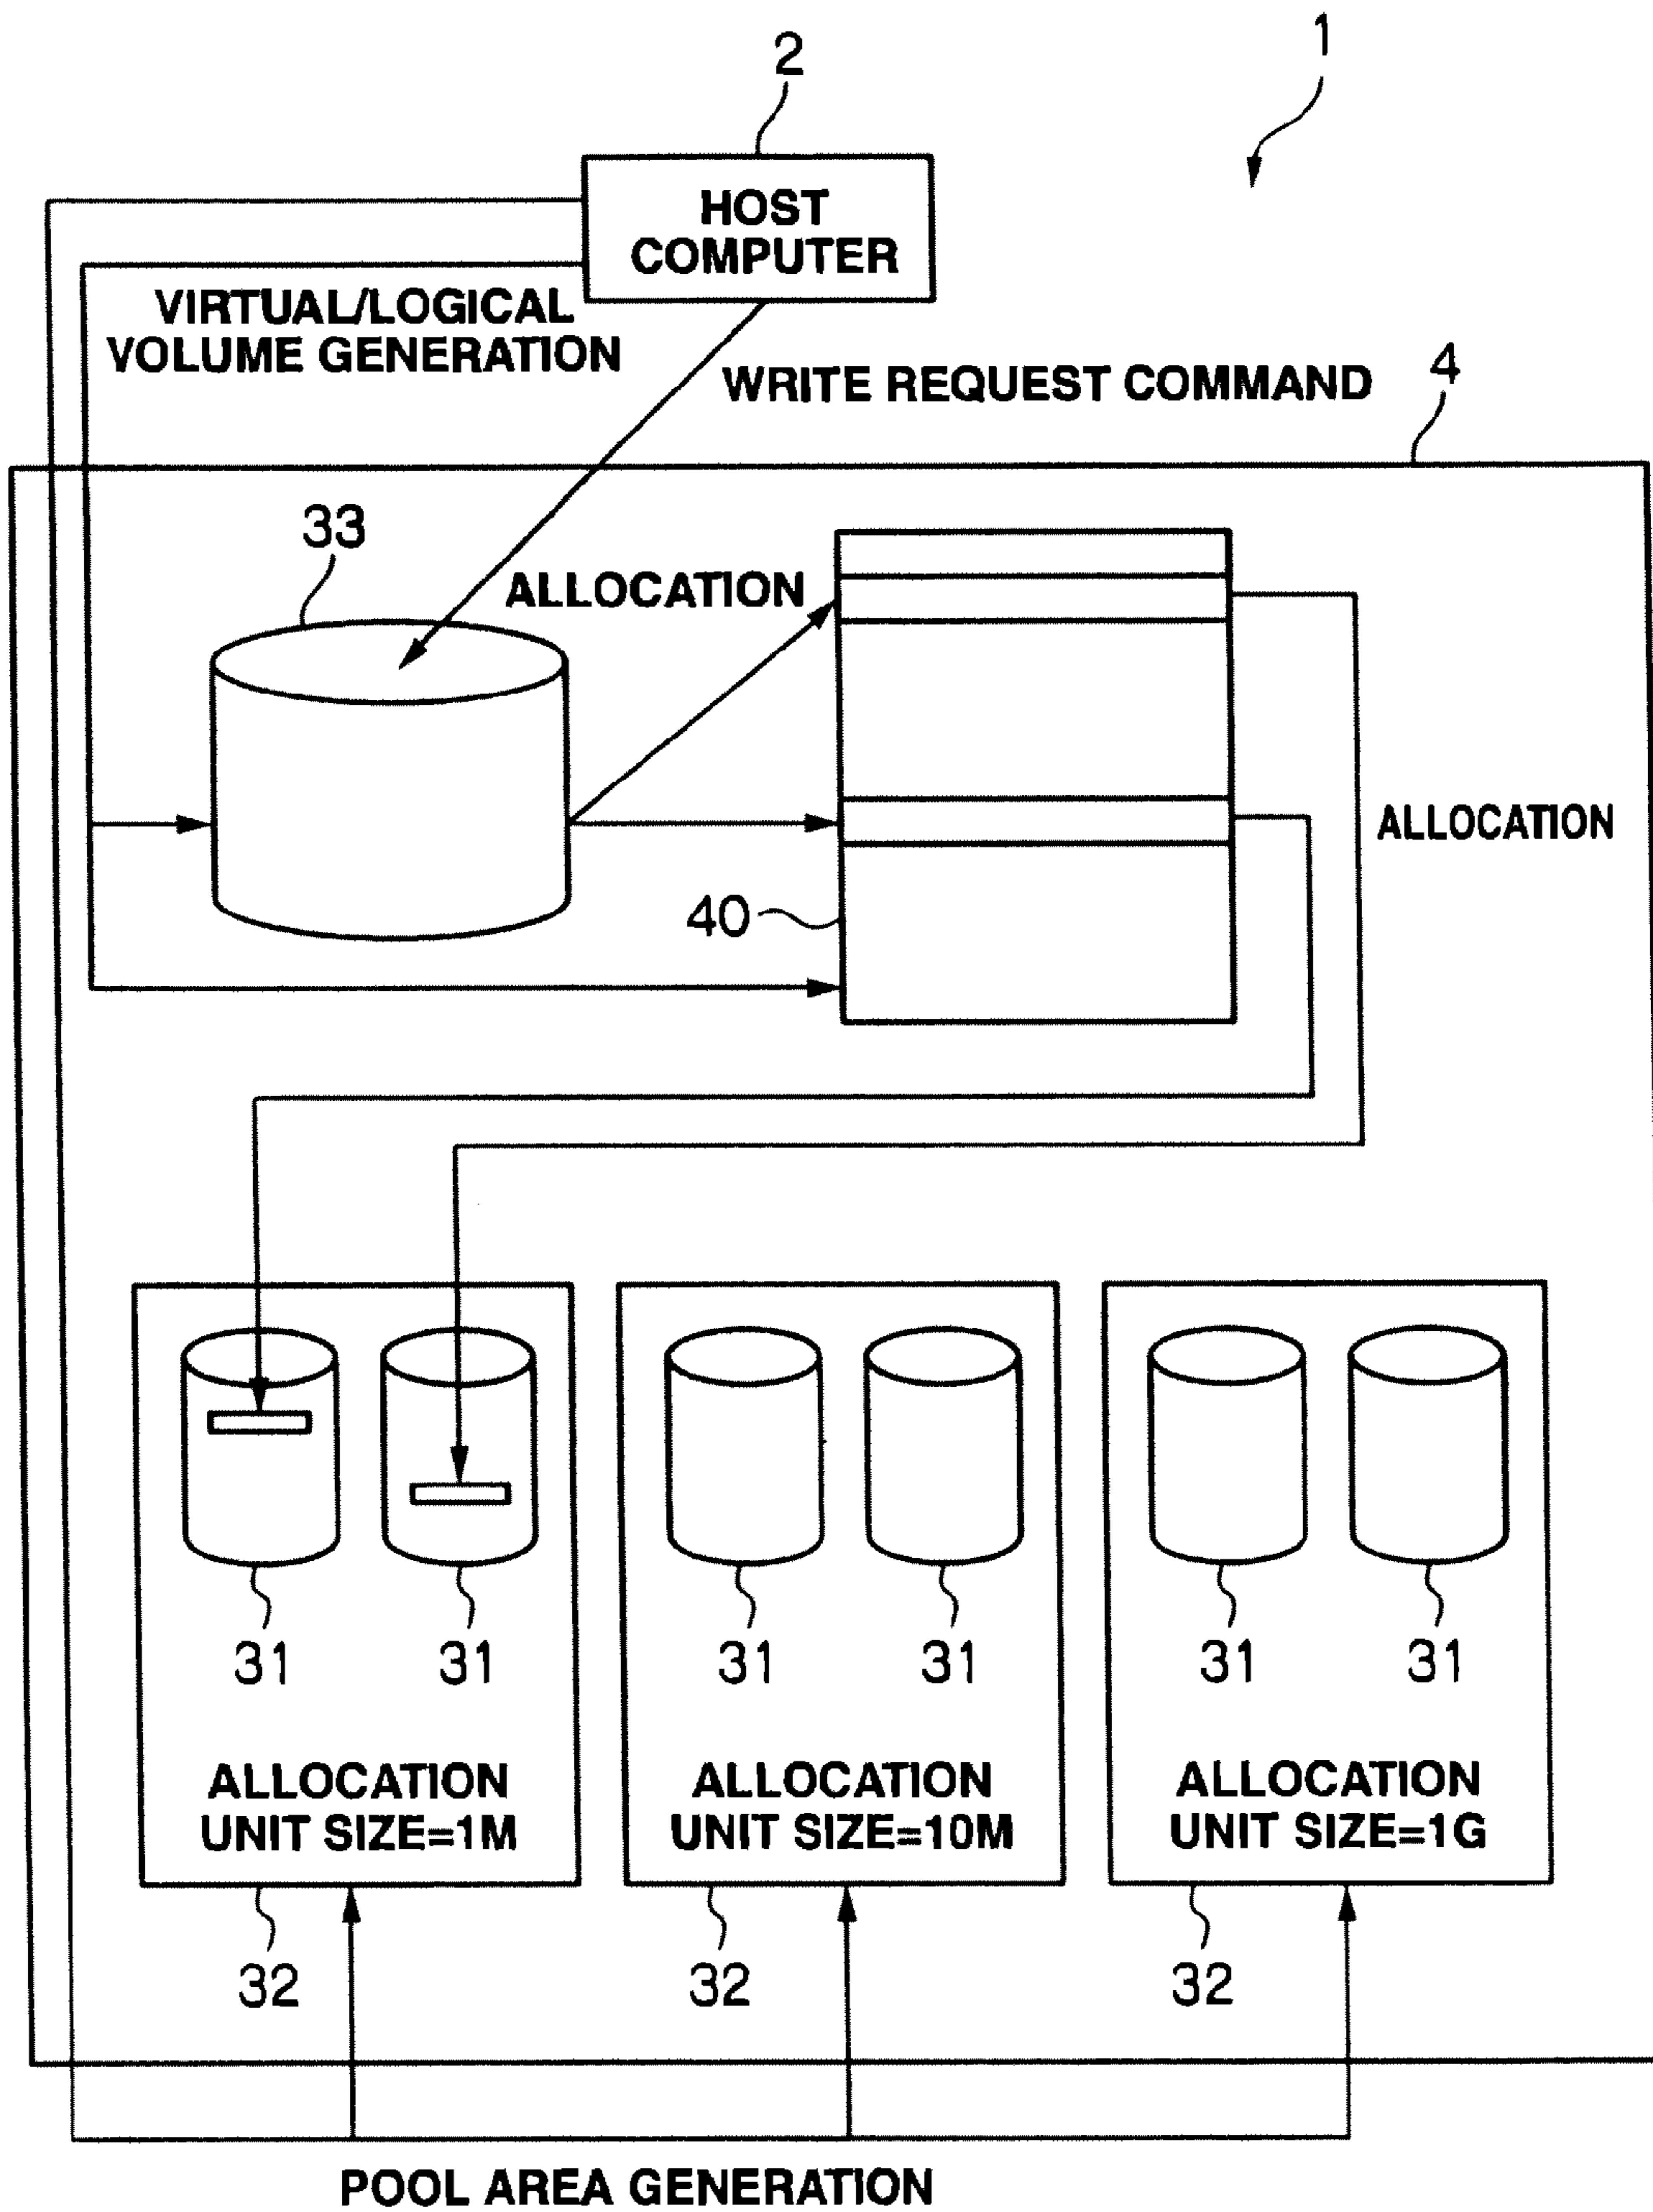 1
2
HOST
COMPUTER
VIRTUAL/LOGICAL
VOLUME GENERATION
WRITE REQUEST COMMAND
4
33
ALLOCATION
ALLOCATION
40
31
31
31
31
31
31
ALLOCATION
UNIT SIZE=1M
ALLOCATION
UNIT SIZE=10M
ALLOCATION
UNIT SIZE=1G
32
32
32
POOL AREA GENERATION